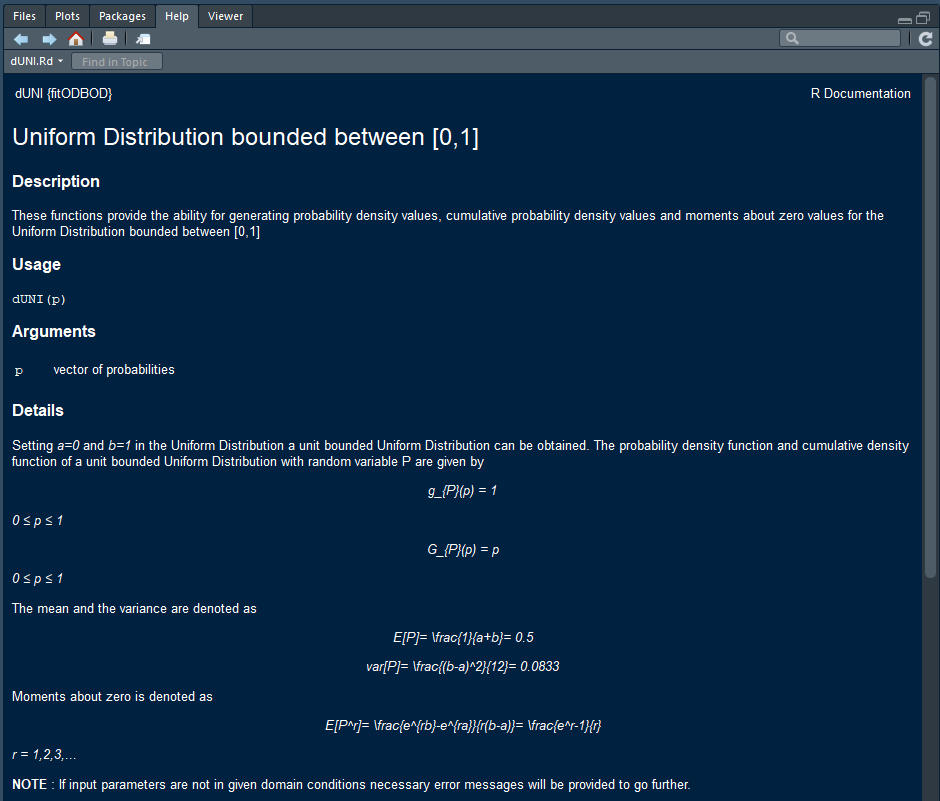 Files Plots Packages Help Viewer
dUNI.Rd Find in Topic
dUNI {fitODBOD} R Documentation
Uniform Distribution bounded between [0,1]
Description
These functions provide the ability for generating probability density values, cumulative probability density values and moments about zero values for the
Uniform Distribution bounded between [0,1]
Usage
dUNI(p)
Arguments
p vector of probabilities
Details
Setting a=0 and b=1 in the Uniform Distribution a unit bounded Uniform Distribution can be obtained. The probability density function and cumulative density
function of a unit bounded Uniform Distribution with random variable P are given by
g_{P}(p) = 1
0 ≤ p ≤ 1
G_{P}(p) = p
0 ≤ p ≤ 1
The mean and the variance are denoted as
E[P]= \frac{1}{a+b}= 0.5
var[P]= \frac{(b-a)^2}{12}= 0.0833
Moments about zero is denoted as
E[P^r]= \frac{e^{rb}-e^{ra}}{r(b-a)}= \frac{e^r-1}{r}
r = 1,2,3,...
NOTE : If input parameters are not in given domain conditions necessary error messages will be provided to go further.